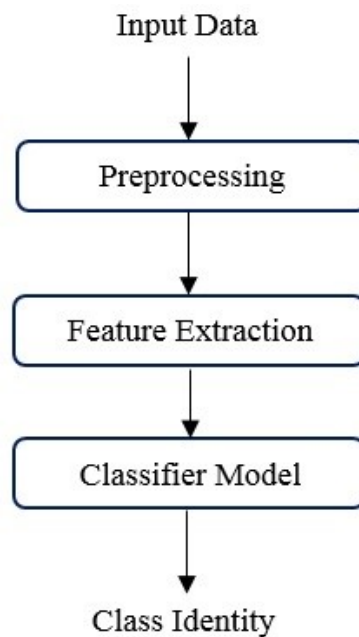 Input Data
Preprocessing
Feature Extraction
Classifier Model
Class Identity